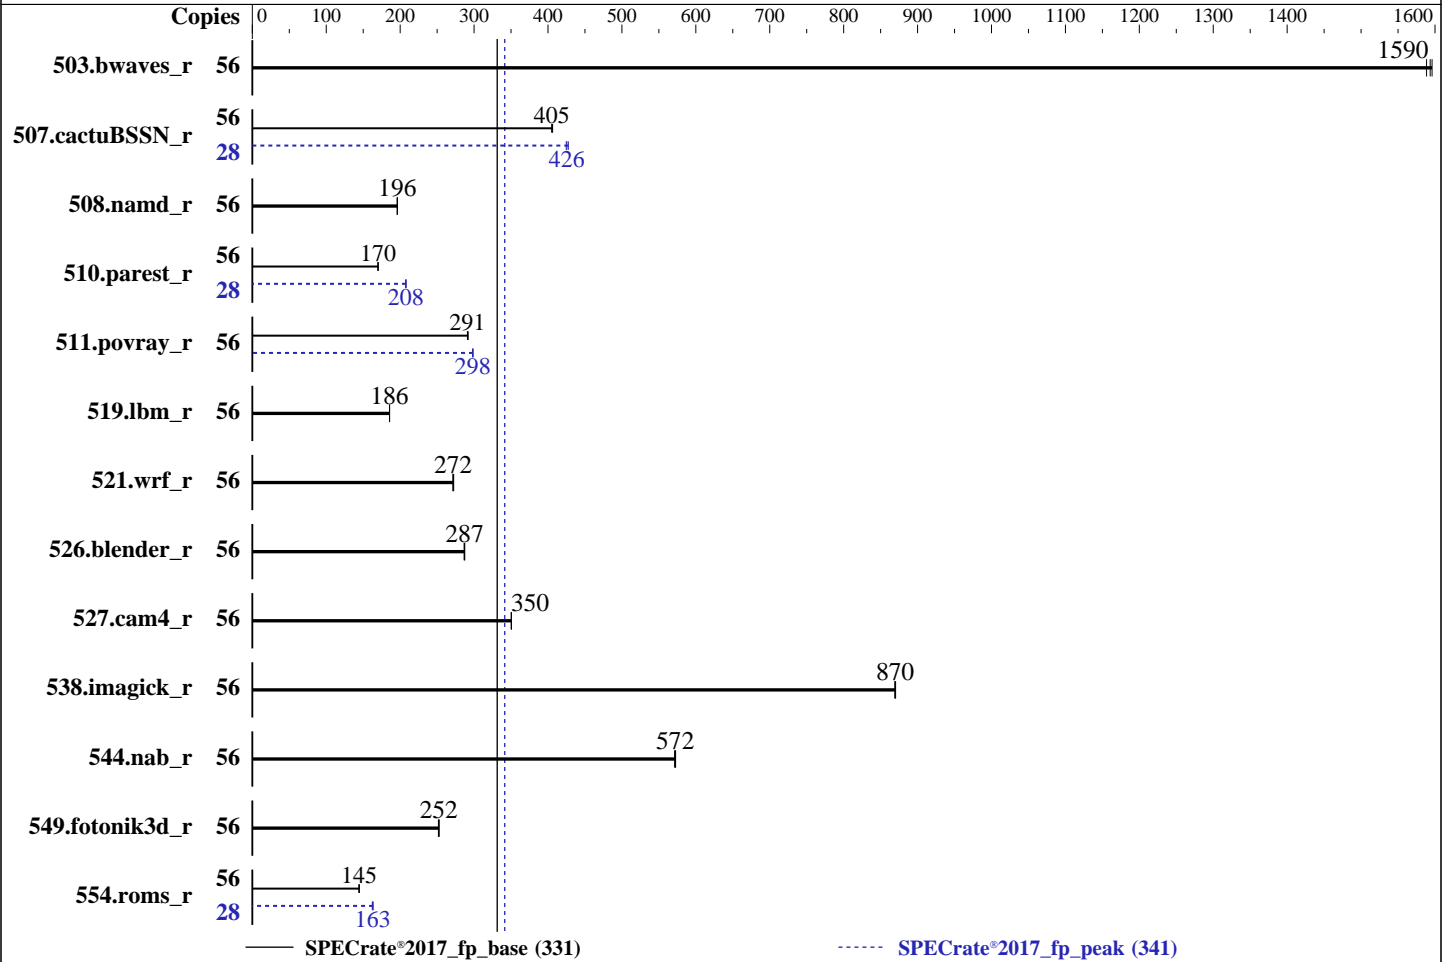 Copies 0 100 200 300 400 500 600 700 800 900 1000 1100 1200 1300 1400 1600
503.bwaves_r 56 1590
507.cactuBSSN_r 56 405
28 426
508.namd_r 56 196
510.parest_r 56 170
28 208
511.povray_r 56 291
298
519.lbm_r 56 186
521.wrf_r 56 272
526.blender_r 56 287
527.cam4_r 56 350
538.imagick_r 56 870
544.nab_r 56 572
549.fotonik3d_r 56 252
554.roms_r 56 145
28 163
SPECrate®2017_fp_base (331) SPECrate®2017_fp_peak (341)